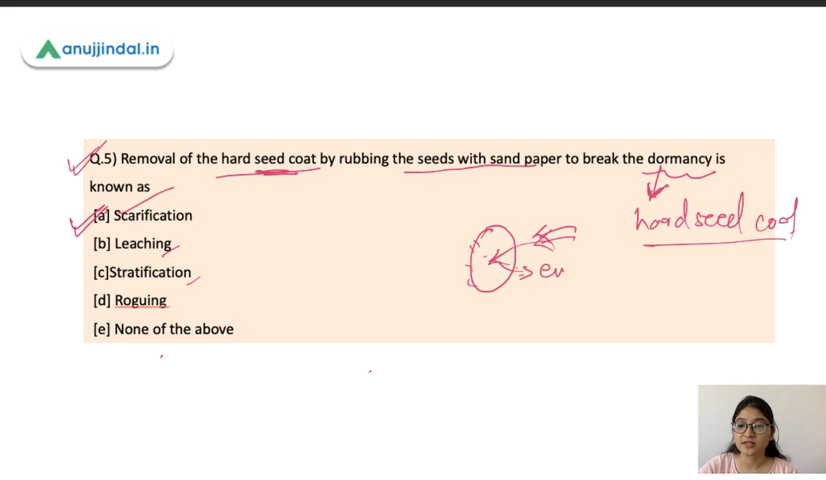 anujjindal.in
Q.5) Removal of the hard seed coat by rubbing the seeds with sand paper to break the dormancy is
known as
[a] Scarification
[b] Leaching
[c]Stratification
[d] Roguing
[e] None of the above
hard seed coat